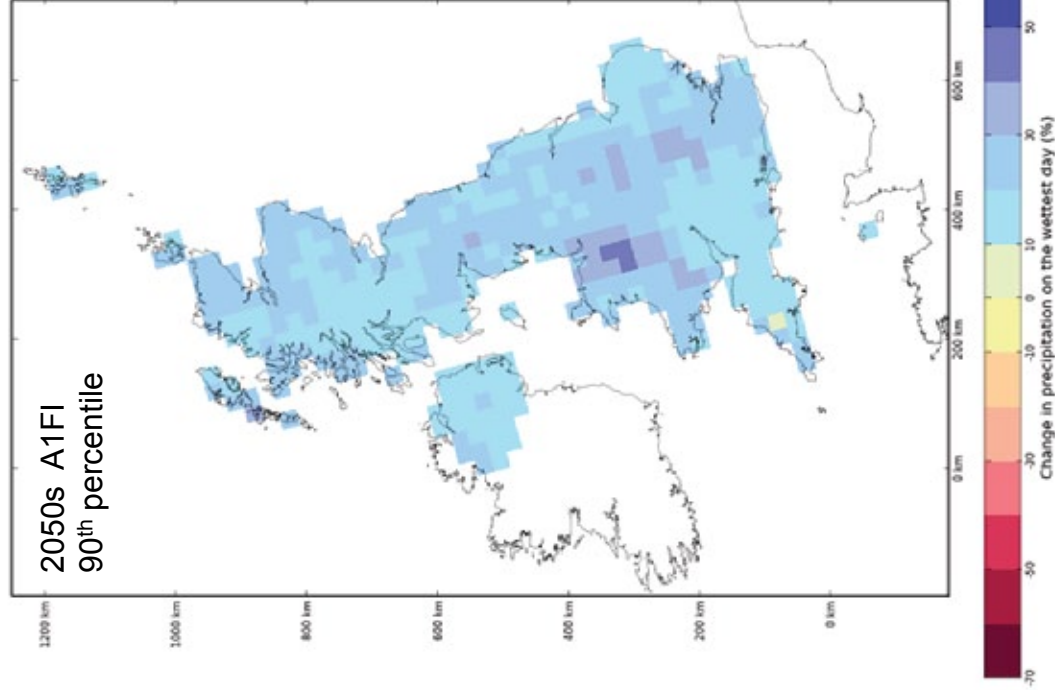 2050s A1FI
90th percentile
1200 km
1000 km
800 km
600 km
400 km
200 km
0 km
0 km
200 km
400 km
600 km
-70
-50
-30
-10
0
10
30
50
Change in precipitation on the wettest day (%)